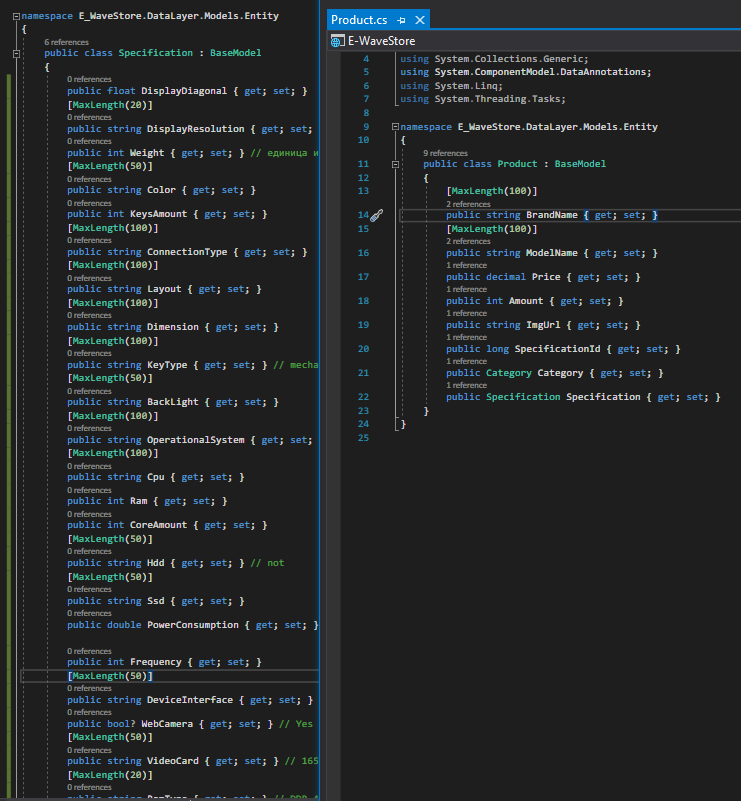 namespace E_WaveStore.DataLayer.Models.Entity
{
6 references
public class Specification : BaseModel
{
0 references
public float DisplayDiagonal { get; set; }
[MaxLength(20)]
0 references
public string DisplayResolution { get; set;
0 references
public int Weight { get; set; } // единица и
[MaxLength(50)]
0 references
public string Color { get; set; }
0 references
public int KeysAmount { get; set; }
[MaxLength(100)]
0 references
public string ConnectionType { get; set; }
[MaxLength(100)]
0 references
public string Layout { get; set; }
[MaxLength(100)]
0 references
public string Dimension { get; set; }
[MaxLength(100)]
0 references
public string KeyType { get; set; } // mecha
[MaxLength(50)]
0 references
public string BackLight { get; set; }
[MaxLength(100)]
0 references
public string OperationalSystem { get; set;
[MaxLength(100)]
0 references
public string Cpu { get; set; }
0 references
public int Ram { get; set; }
0 references
public int CoreAmount { get; set; }
[MaxLength(50)]
0 references
public string Hdd { get; set; } // not
[MaxLength(50)]
0 references
public string Ssd { get; set; }
0 references
public double PowerConsumption { get; set; }
0 references
public int Frequency { get; set; }
[MaxLength(50)]
0 references
public string DeviceInterface { get; set; }
0 references
public bool? WebCamera { get; set; } // Yes
[MaxLength(50)]
0 references
public string VideoCard { get; set; } // 165
[MaxLength(20)]
0 references
Product.cs
E-WaveStore
4 using System.Collections.Generic;
5 using System.ComponentModel.DataAnnotations;
6 using System.Linq;
7 using System.Threading.Tasks;
8
9 namespace E_WaveStore.DataLayer.Models.Entity
10 {
9 references
11 public class Product : BaseModel
12 {
13 [MaxLength(100)]
2 references
14 public string BrandName { get; set; }
15 [MaxLength(100)]
2 references
16 public string ModelName { get; set; }
1 reference
17 public decimal Price { get; set; }
1 reference
18 public int Amount { get; set; }
1 reference
19 public string ImgUrl { get; set; }
1 reference
20 public long SpecificationId { get; set; }
1 reference
21 public Category Category { get; set; }
1 reference
22 public Specification Specification { get; set; }
23 }
24 }
25